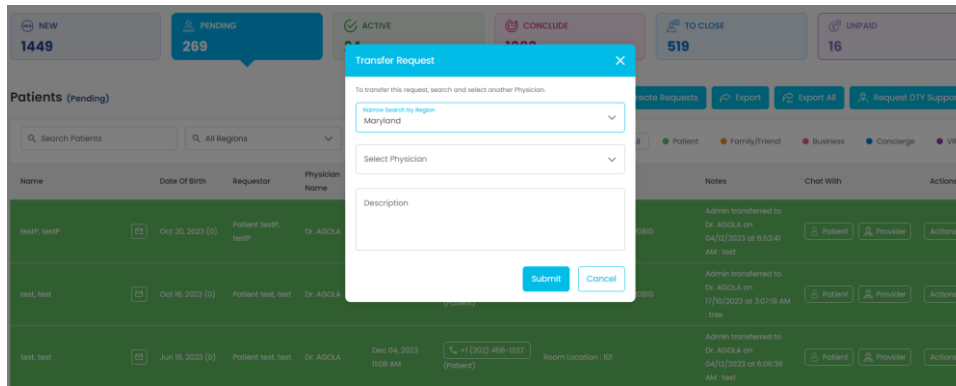 NEW
1449
PENDING
269
ACTIVE
CONCLUDE
TO CLOSE
519
UNPAID
16
Transfer Request
To transfer this request, search and select another Physician.
Narrow Search by Region
Maryland
Select Physician
Description
Submit
Cancel
Patients (Pending)
Create Requests
Export
Export All
Request DTY Suppor
Search Patients
All Regions
Patient
Family/Friend
Business
Concierge
Name
Date Of Birth
Requestor
Physician
Name
Notes
Chat With
Actions
testP, testP
Oct 20, 2023 (0)
Patient testP,
testP
Dr. AGOLA
Admin transferred to
Dr. AGOLA on
04/12/2023 at 6:53:41
AM : test
Patient
Provider
Actions
test, test
Oct 16, 2023 (0)
Patient test, test
Dr. AGOLA
(Patient)
Admin transferred to
Dr. AGOLA on
17/10/2023 at 3:07:19 AM
: true
Patient
Provider
Actions
test, test
Jun 16, 2023 (0)
Patient test, test
Dr. AGOLA
Dec 04, 2023
11:08 AM
+1 (202) 456-1237
(Patient)
Room Location : 101
Admin transferred to
Dr. AGOLA on
04/12/2023 at 6:06:36
AM : test
Patient
Provider
Actions